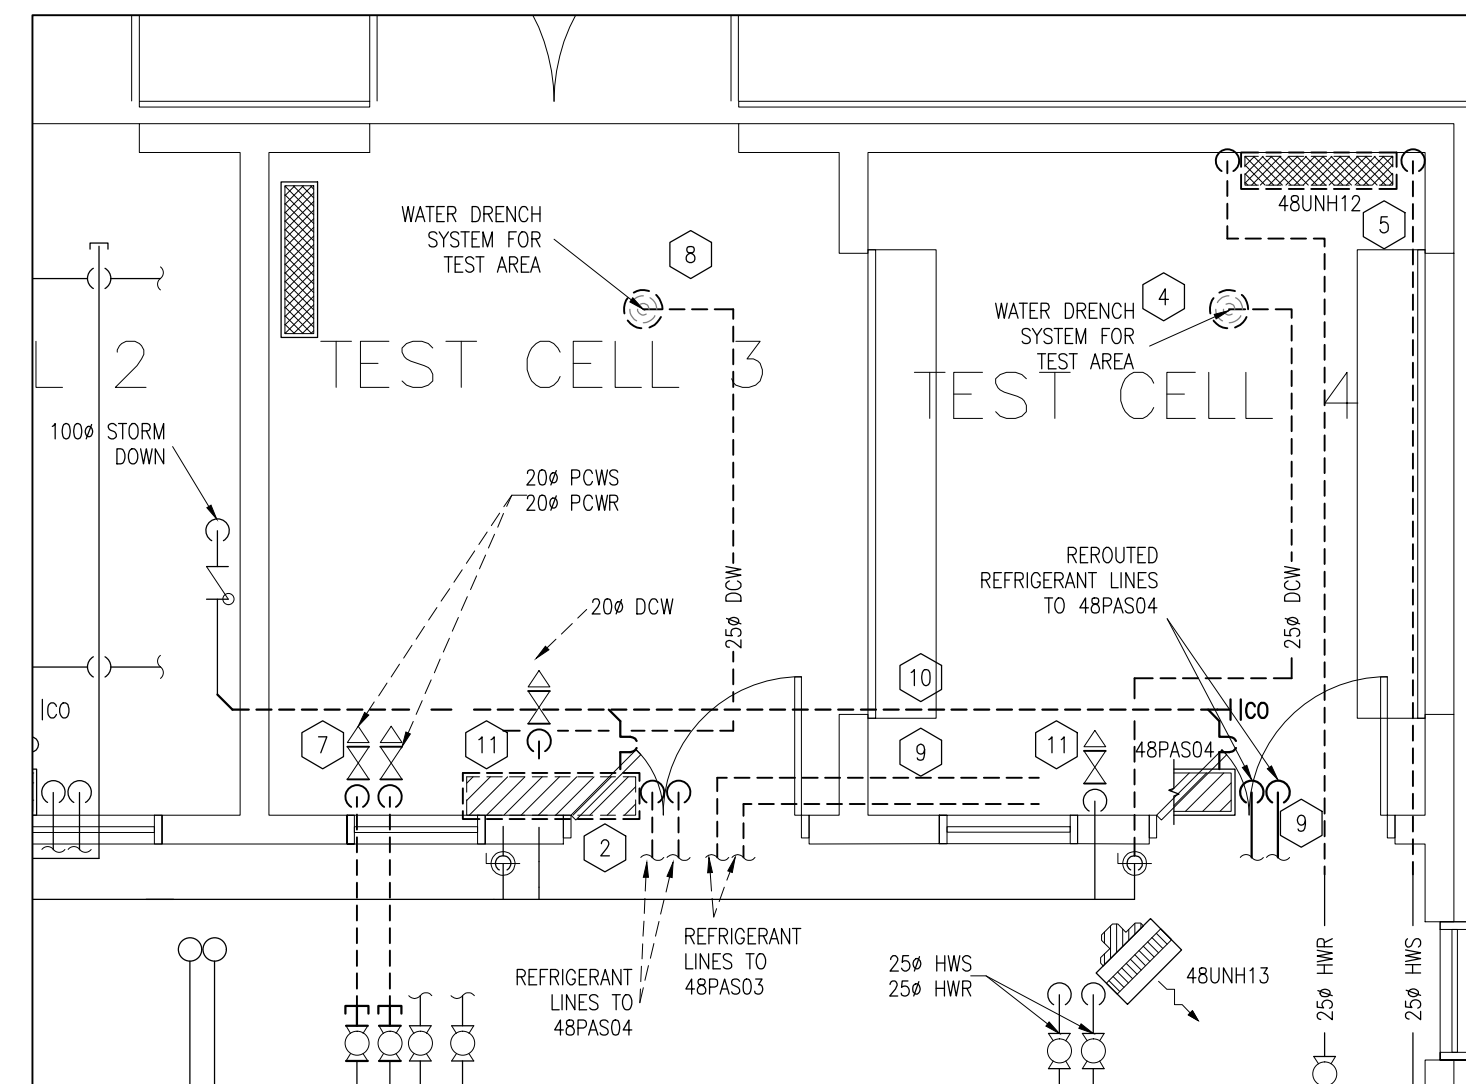 48UNH12
5
WATER DRENCH
SYSTEM FOR
TEST AREA
8
4
WATER DRENCH
SYSTEM FOR
TEST AREA
L 2
TEST CELL 3
TEST CELL 4
100ø STORM
DOWN
20ø PCWS
20ø PCWR
REROUTED
REFRIGERANT LINES
TO 48PAS04
20ø DCW
25ø DCW
25ø DCW
10
CO
CO
7
11
9
11
48PAS04
2
9
REFRIGERANT
LINES TO
48PAS03
REFRIGERANT
LINES TO
48PAS04
25ø HWS
25ø HWR
48UNH13
25ø HWR
25ø HWS